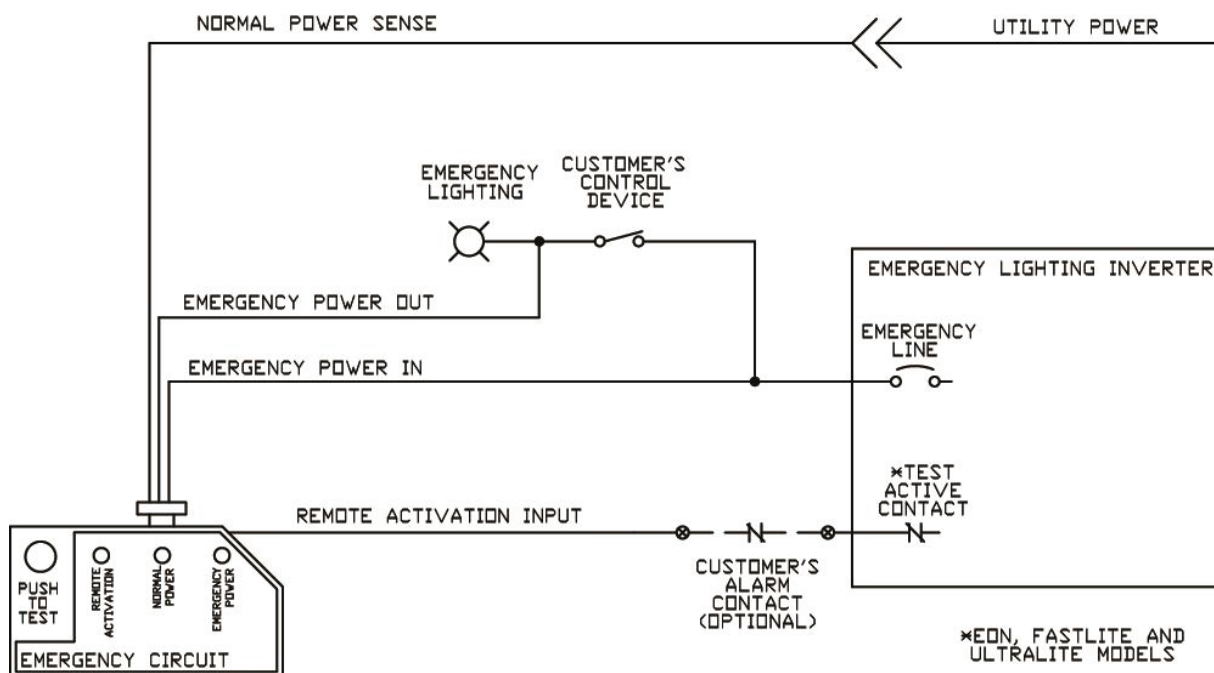 NORMAL POWER SENSE
UTILITY POWER
EMERGENCY
LIGHTING
CUSTOMER'S
CONTROL
DEVICE
EMERGENCY LIGHTING INVERTER
EMERGENCY POWER OUT
EMERGENCY
LINE
EMERGENCY POWER IN
*TEST
ACTIVE
CONTACT
REMOTE ACTIVATION INPUT
CUSTOMER'S
ALARM
CONTACT
(OPTIONAL)
PUSH
TO
TEST
REMOTE
ACTIVATION
NORMAL
POWER
EMERGENCY
POWER
EMERGENCY CIRCUIT
*EON, FASTLITE AND
ULTRALITE MODELS